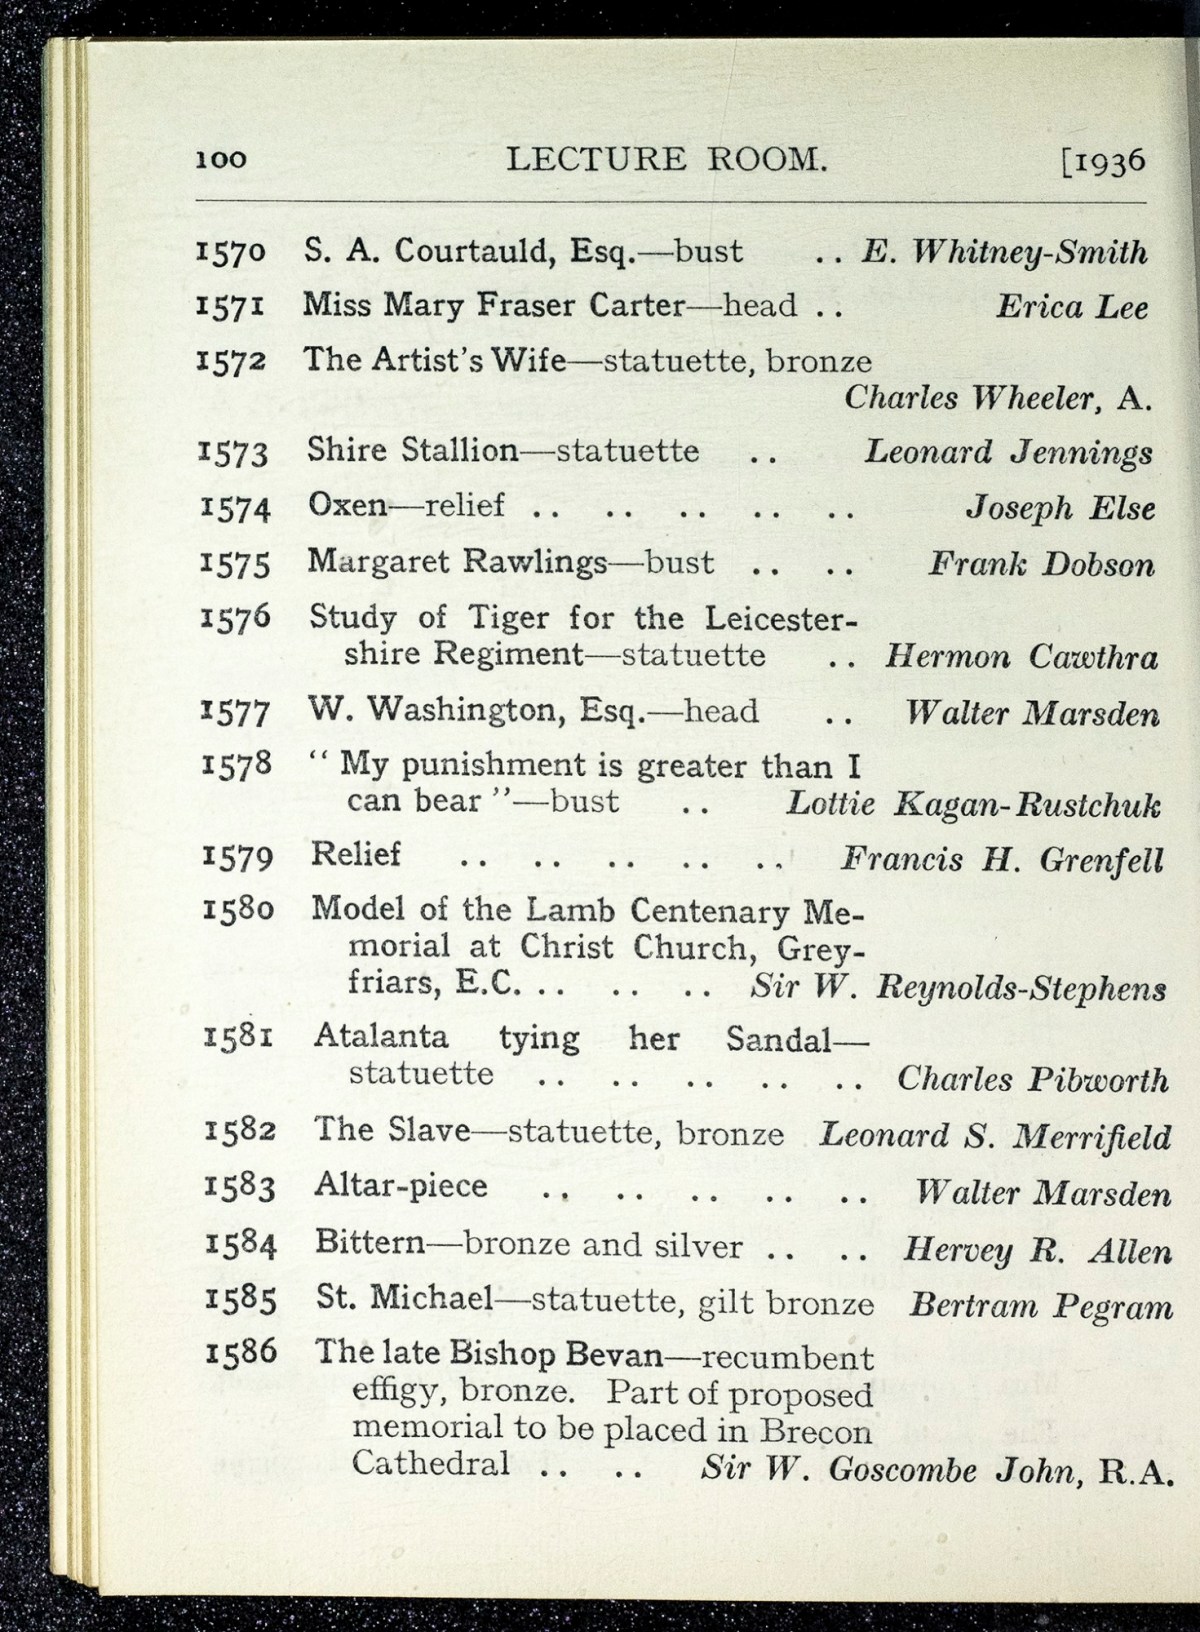 100 LECTURE ROOM. [1936
1570 S. A. Courtauld, Esq.—bust .. E. Whitney-Smith
1571 Miss Mary Fraser Carter—head .. Erica Lee
1572 The Artist's Wife—statuette, bronze
Charles Wheeler, A.
1573 Shire Stallion—statuette .. Leonard Jennings
1574 Oxen—relief .. .. .. .. .. Joseph Else
1575 Margaret Rawlings—bust .. .. Frank Dobson
1576 Study of Tiger for the Leicester-
shire Regiment—statuette .. Hermon Cawthra
1577 W. Washington, Esq.—head .. Walter Marsden
1578 “ My punishment is greater than I
can bear ”—bust .. Lottie Kagan-Rustchuk
1579 Relief .. .. .. .. .. Francis H. Grenfell
1580 Model of the Lamb Centenary Me-
morial at Christ Church, Grey-
friars, E.C. .. .. .. Sir W. Reynolds-Stephens
1581 Atalanta tying her Sandal—
statuette .. .. .. .. .. Charles Pibworth
1582 The Slave—statuette, bronze Leonard S. Merrifield
1583 Altar-piece .. .. .. .. .. Walter Marsden
1584 Bittern—bronze and silver .. .. Hervey R. Allen
1585 St. Michael—statuette, gilt bronze Bertram Pegram
1586 The late Bishop Bevan—recumbent
effigy, bronze. Part of proposed
memorial to be placed in Brecon
Cathedral .. .. Sir W. Goscombe John, R.A.